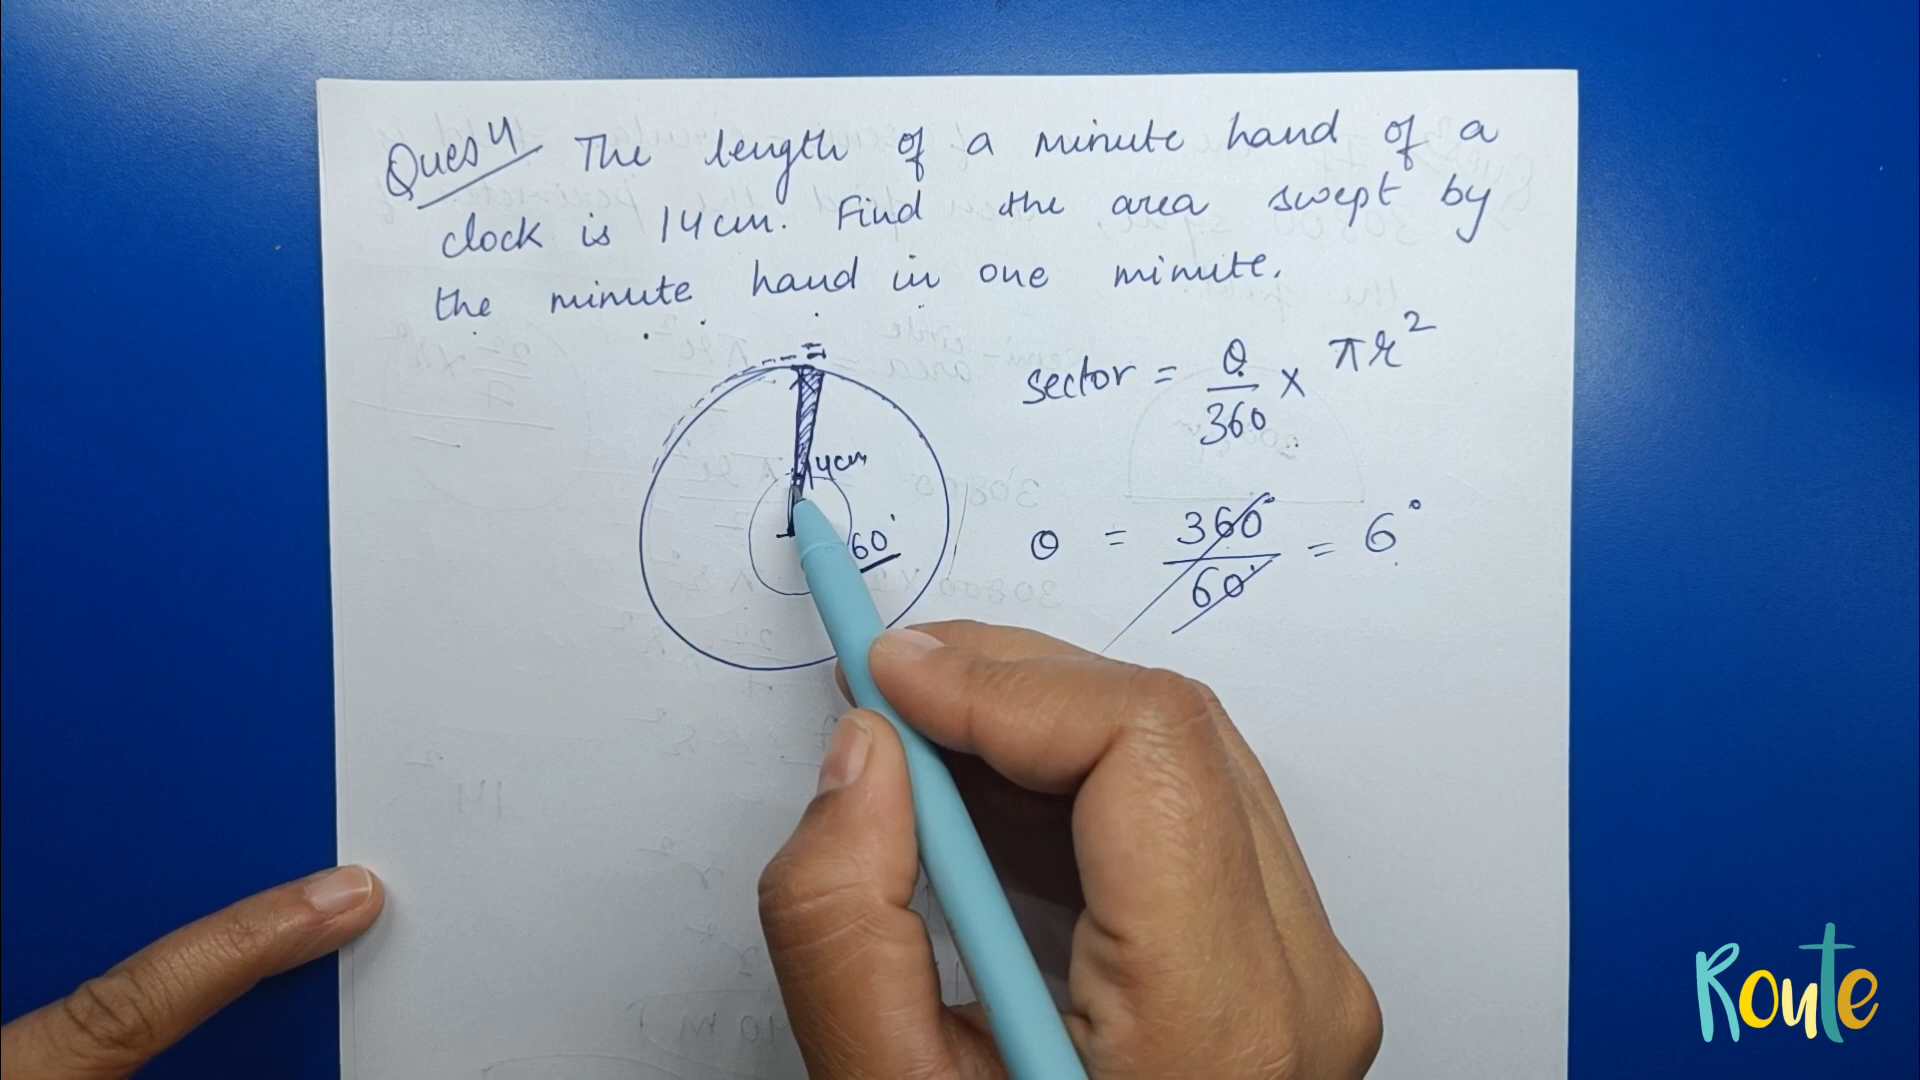 Ques 4 The length of a minute hand of a
clock is 14cm. Find the area swept by
the minute hand in one minute.
sector = θ/360 × πr²
14cm
60'
θ = 360°/60' = 6°
Route